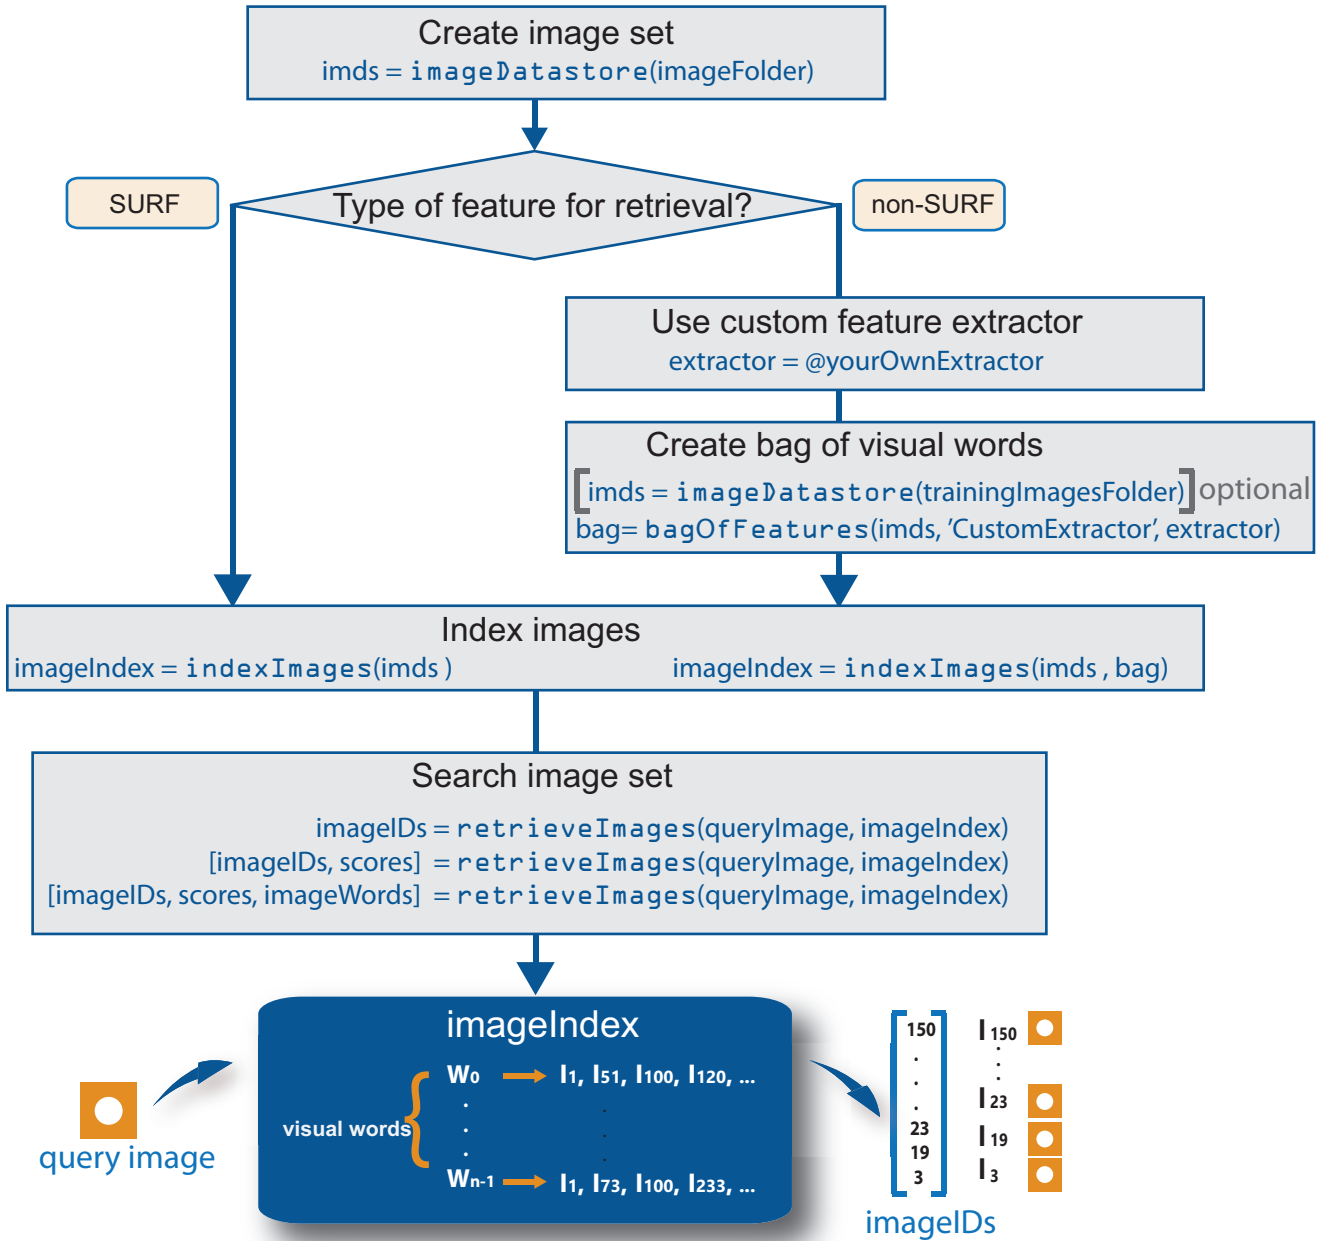 Create image set
imds = imageDatastore(imageFolder)
SURF
Type of feature for retrieval?
non-SURF
Use custom feature extractor
extractor = @yourOwnExtractor
Create bag of visual words
[imds = imageDatastore(trainingImagesFolder)] optional
bag= bagOfFeatures(imds, ’CustomExtractor’, extractor)
Index images
imageIndex = indexImages(imds )
imageIndex = indexImages(imds , bag)
Search image set
imageIDs = retrieveImages(queryImage, imageIndex)
[imageIDs, scores] = retrieveImages(queryImage, imageIndex)
[imageIDs, scores, imageWords] = retrieveImages(queryImage, imageIndex)
imageIndex
W0 I1, I51, I100, I120, ...
visual words
Wn-1 I1, I73, I100, I233, ...
query image
150
.
.
.
23
19
3
I 150
.
.
.
I 23
I 19
I 3
imageIDs